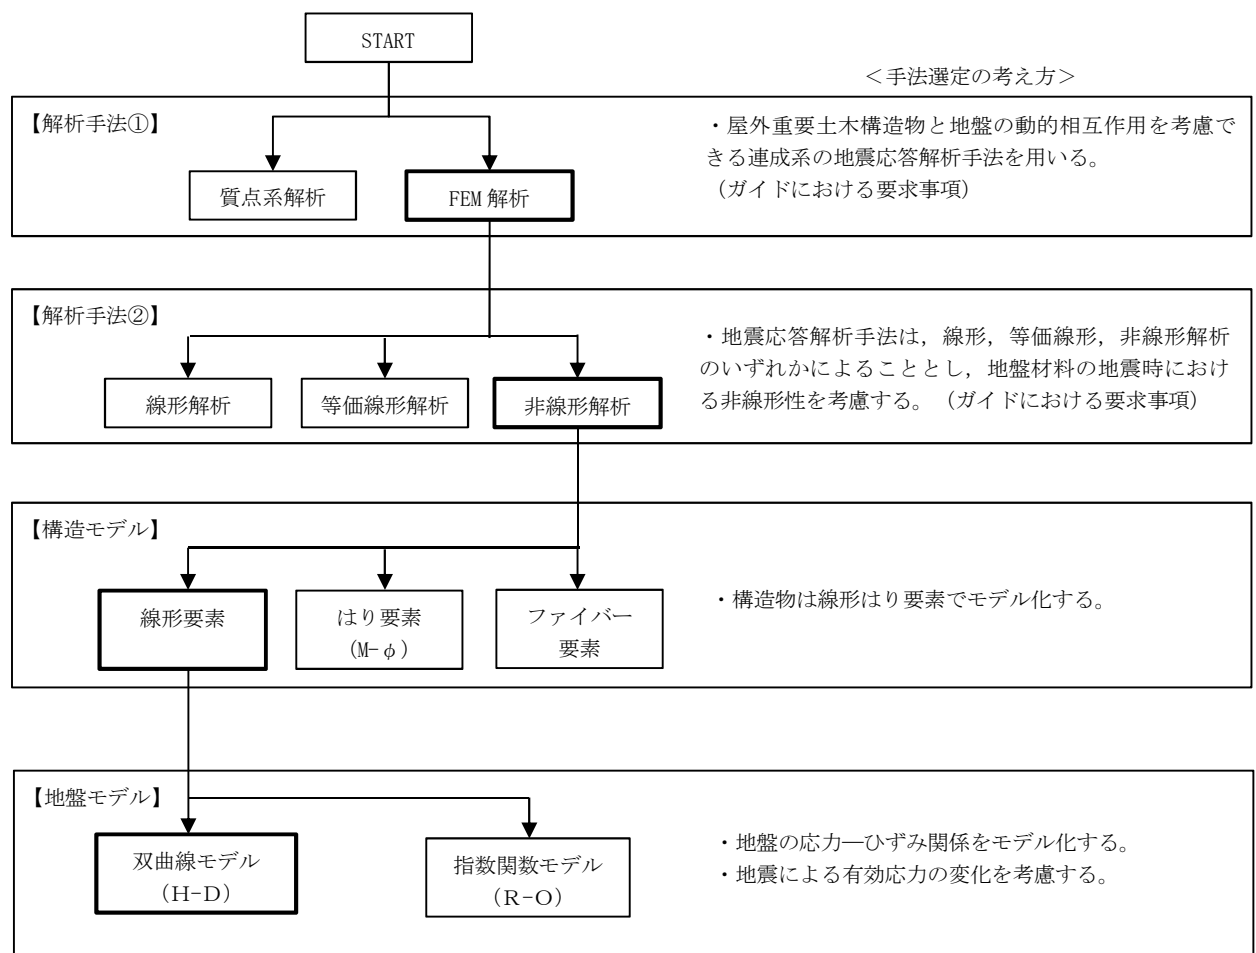 START
＜手法選定の考え方＞
【解析手法①】
質点系解析
FEM 解析
・屋外重要土木構造物と地盤の動的相互作用を考慮で
きる連成系の地震応答解析手法を用いる。
（ガイドにおける要求事項）
【解析手法②】
線形解析
等価線形解析
非線形解析
・地震応答解析手法は，線形，等価線形，非線形解析
のいずれかによることとし，地盤材料の地震時におけ
る非線形性を考慮する。（ガイドにおける要求事項）
【構造モデル】
線形要素
はり要素
(M-φ)
ファイバー
要素
・構造物は線形はり要素でモデル化する。
【地盤モデル】
双曲線モデル
（H-D）
指数関数モデル
（R-O）
・地盤の応力―ひずみ関係をモデル化する。
・地震による有効応力の変化を考慮する。